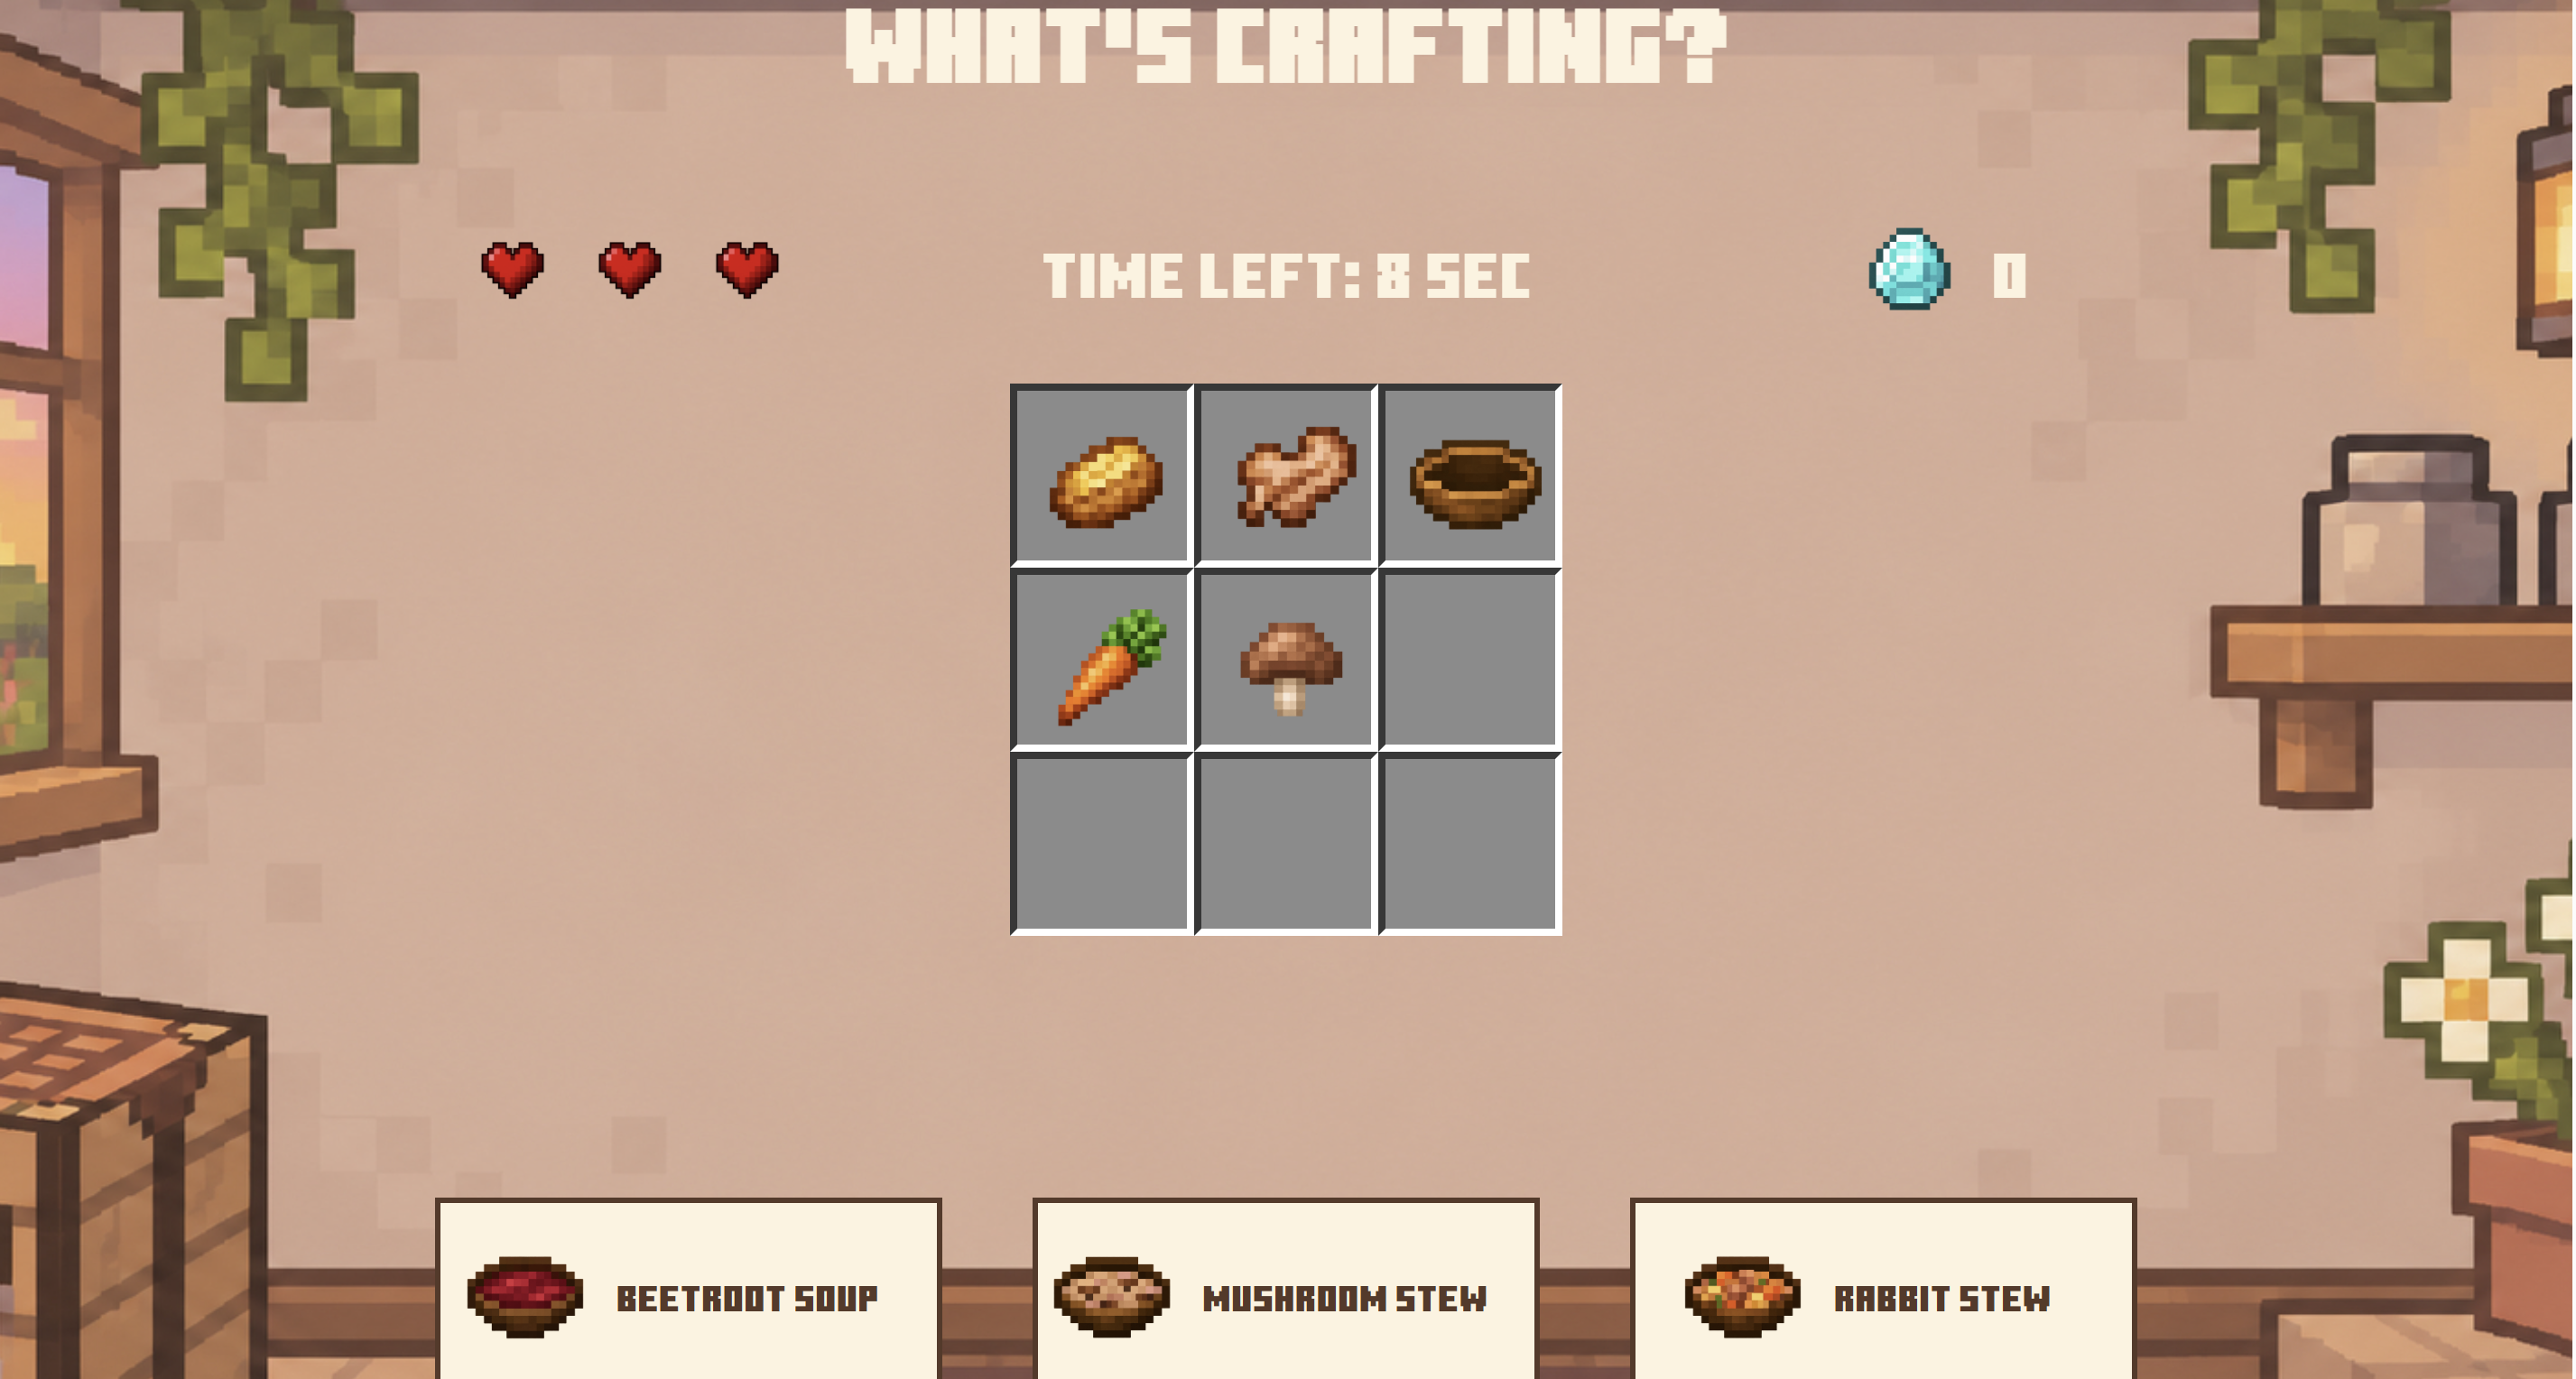 WHAT'S CRAFTING?
TIME LEFT: 8 SEC
0
BEETROOT SOUP
MUSHROOM STEW
RABBIT STEW